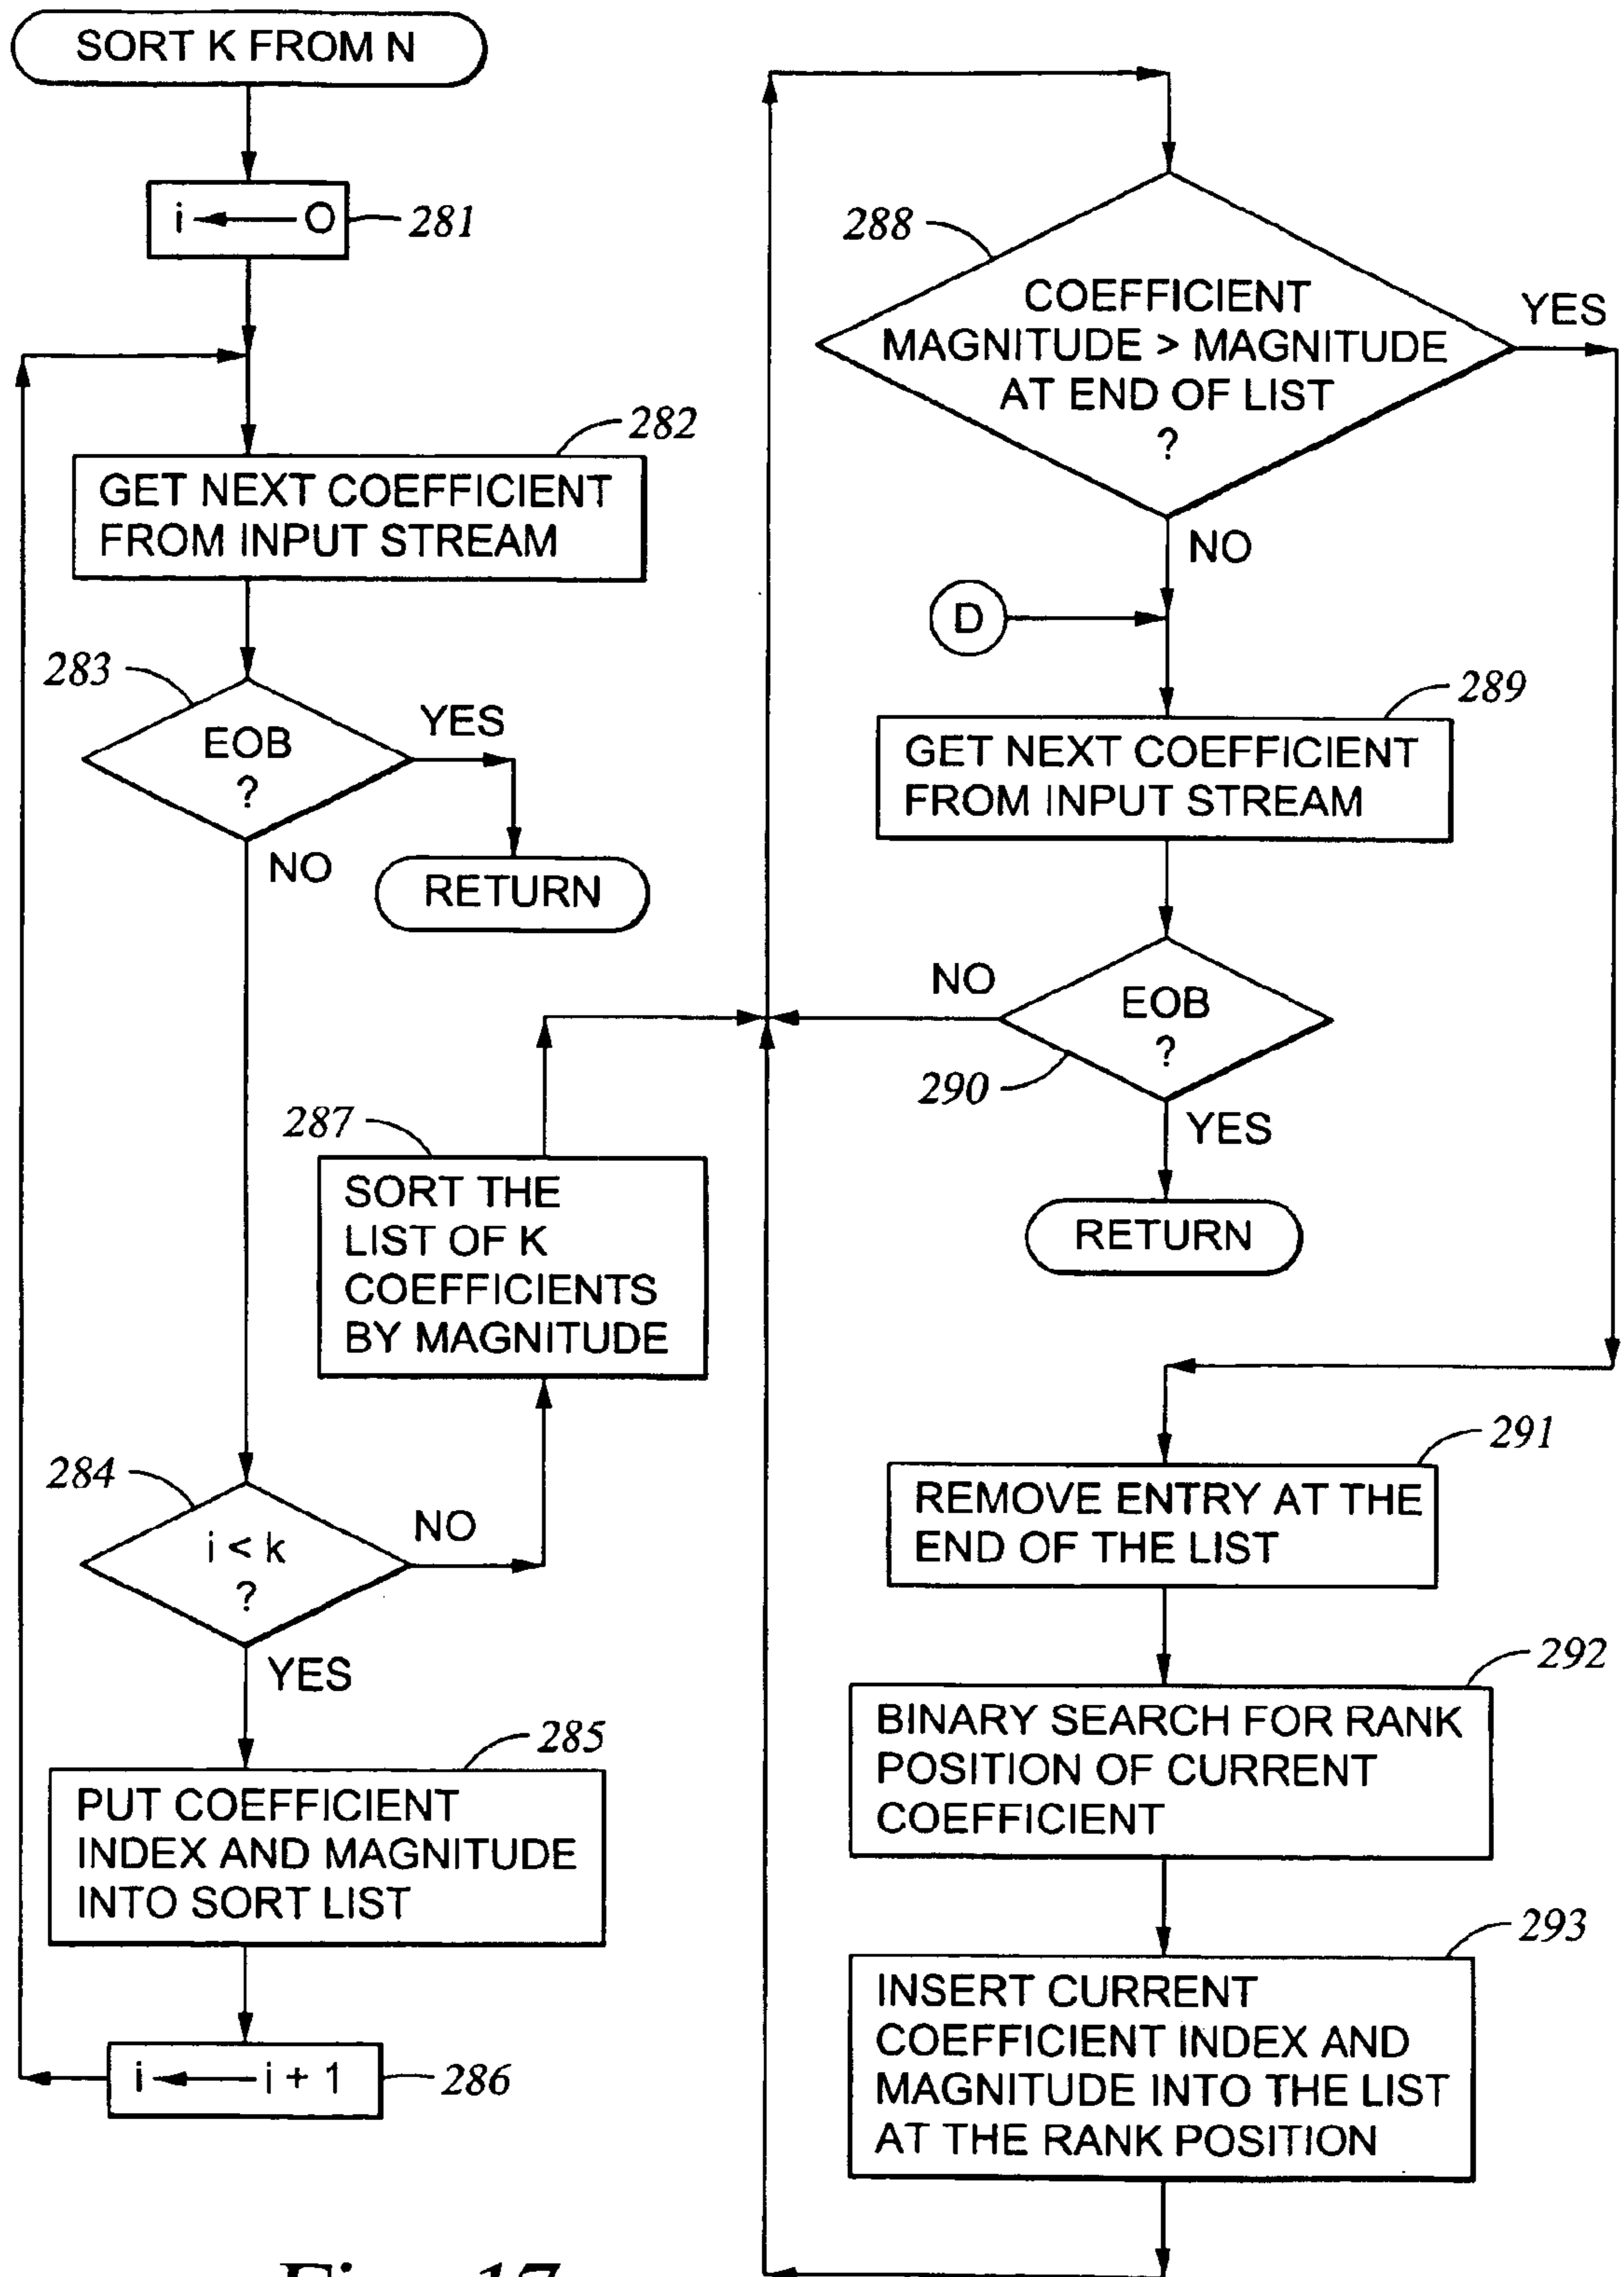 SORT K FROM N
i ← O
281
282
GET NEXT COEFFICIENT
FROM INPUT STREAM
283
EOB
?
YES
RETURN
NO
284
i < k
?
NO
287
SORT THE
LIST OF K
COEFFICIENTS
BY MAGNITUDE
YES
285
PUT COEFFICIENT
INDEX AND MAGNITUDE
INTO SORT LIST
i ← i + 1
286
288
COEFFICIENT
MAGNITUDE > MAGNITUDE
AT END OF LIST
?
YES
NO
D
289
GET NEXT COEFFICIENT
FROM INPUT STREAM
NO
EOB
?
290
YES
RETURN
291
REMOVE ENTRY AT THE
END OF THE LIST
292
BINARY SEARCH FOR RANK
POSITION OF CURRENT
COEFFICIENT
293
INSERT CURRENT
COEFFICIENT INDEX AND
MAGNITUDE INTO THE LIST
AT THE RANK POSITION